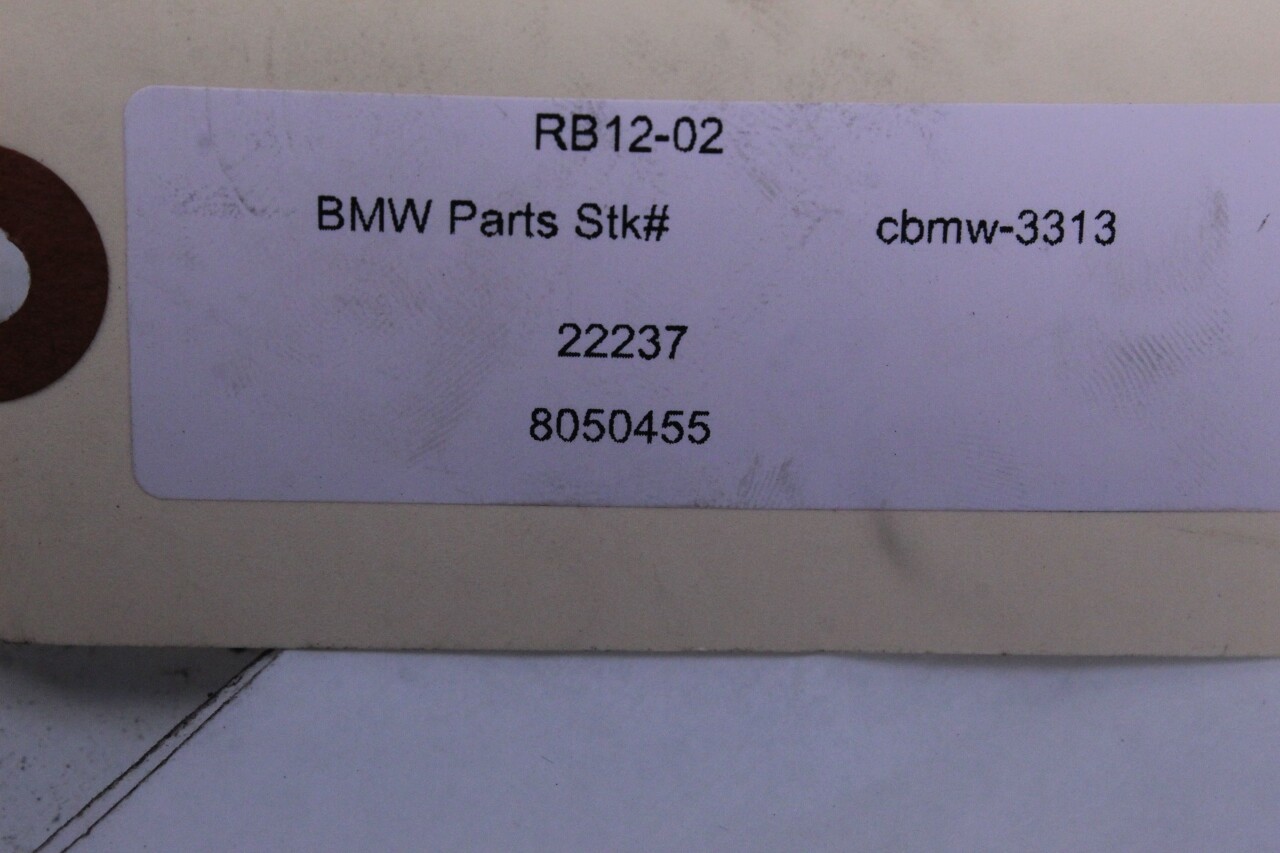 RB12-02
BMW Parts Stk# cbmw-3313
22237
8050455